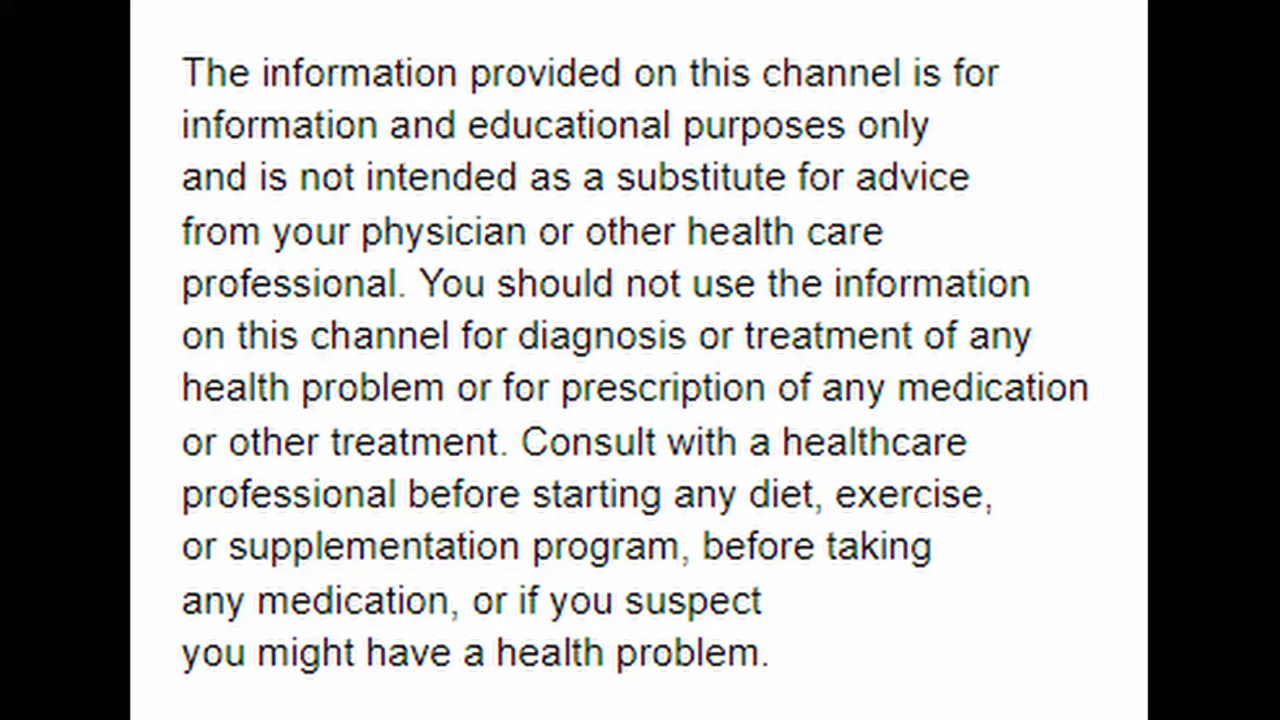 The information provided on this channel is for
information and educational purposes only
and is not intended as a substitute for advice
from your physician or other health care
professional. You should not use the information
on this channel for diagnosis or treatment of any
health problem or for prescription of any medication
or other treatment. Consult with a healthcare
professional before starting any diet, exercise,
or supplementation program, before taking
any medication, or if you suspect
you might have a health problem.